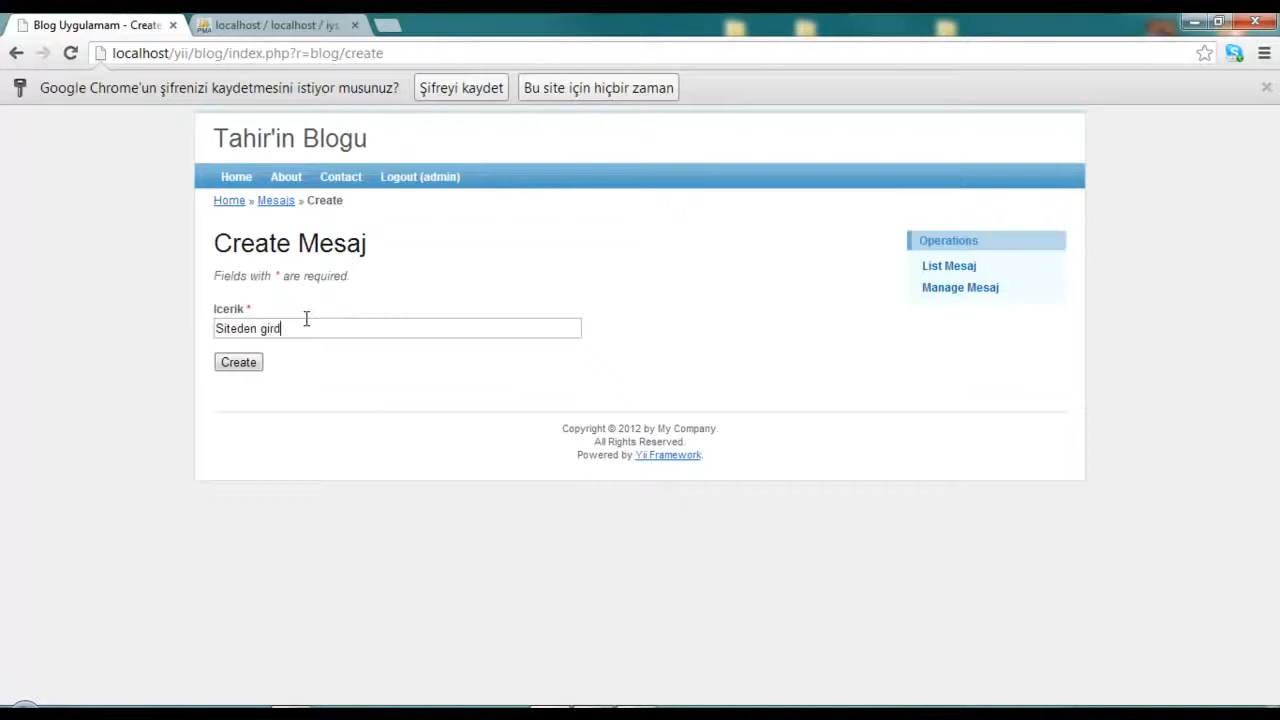 Blog Uygulamam - Create
localhost / localhost / iys
localhost/yii/blog/index.php?r=blog/create
Google Chrome'un şifrenizi kaydetmesini istiyor musunuz?
Şifreyi kaydet
Bu site için hiçbir zaman
Tahir'in Blogu
Home About Contact Logout (admin)
Home » Mesajs » Create
Create Mesaj
Fields with * are required.
Icerik *
Siteden gird
Create
Operations
List Mesaj
Manage Mesaj
Copyright © 2012 by My Company.
All Rights Reserved.
Powered by Yii Framework.